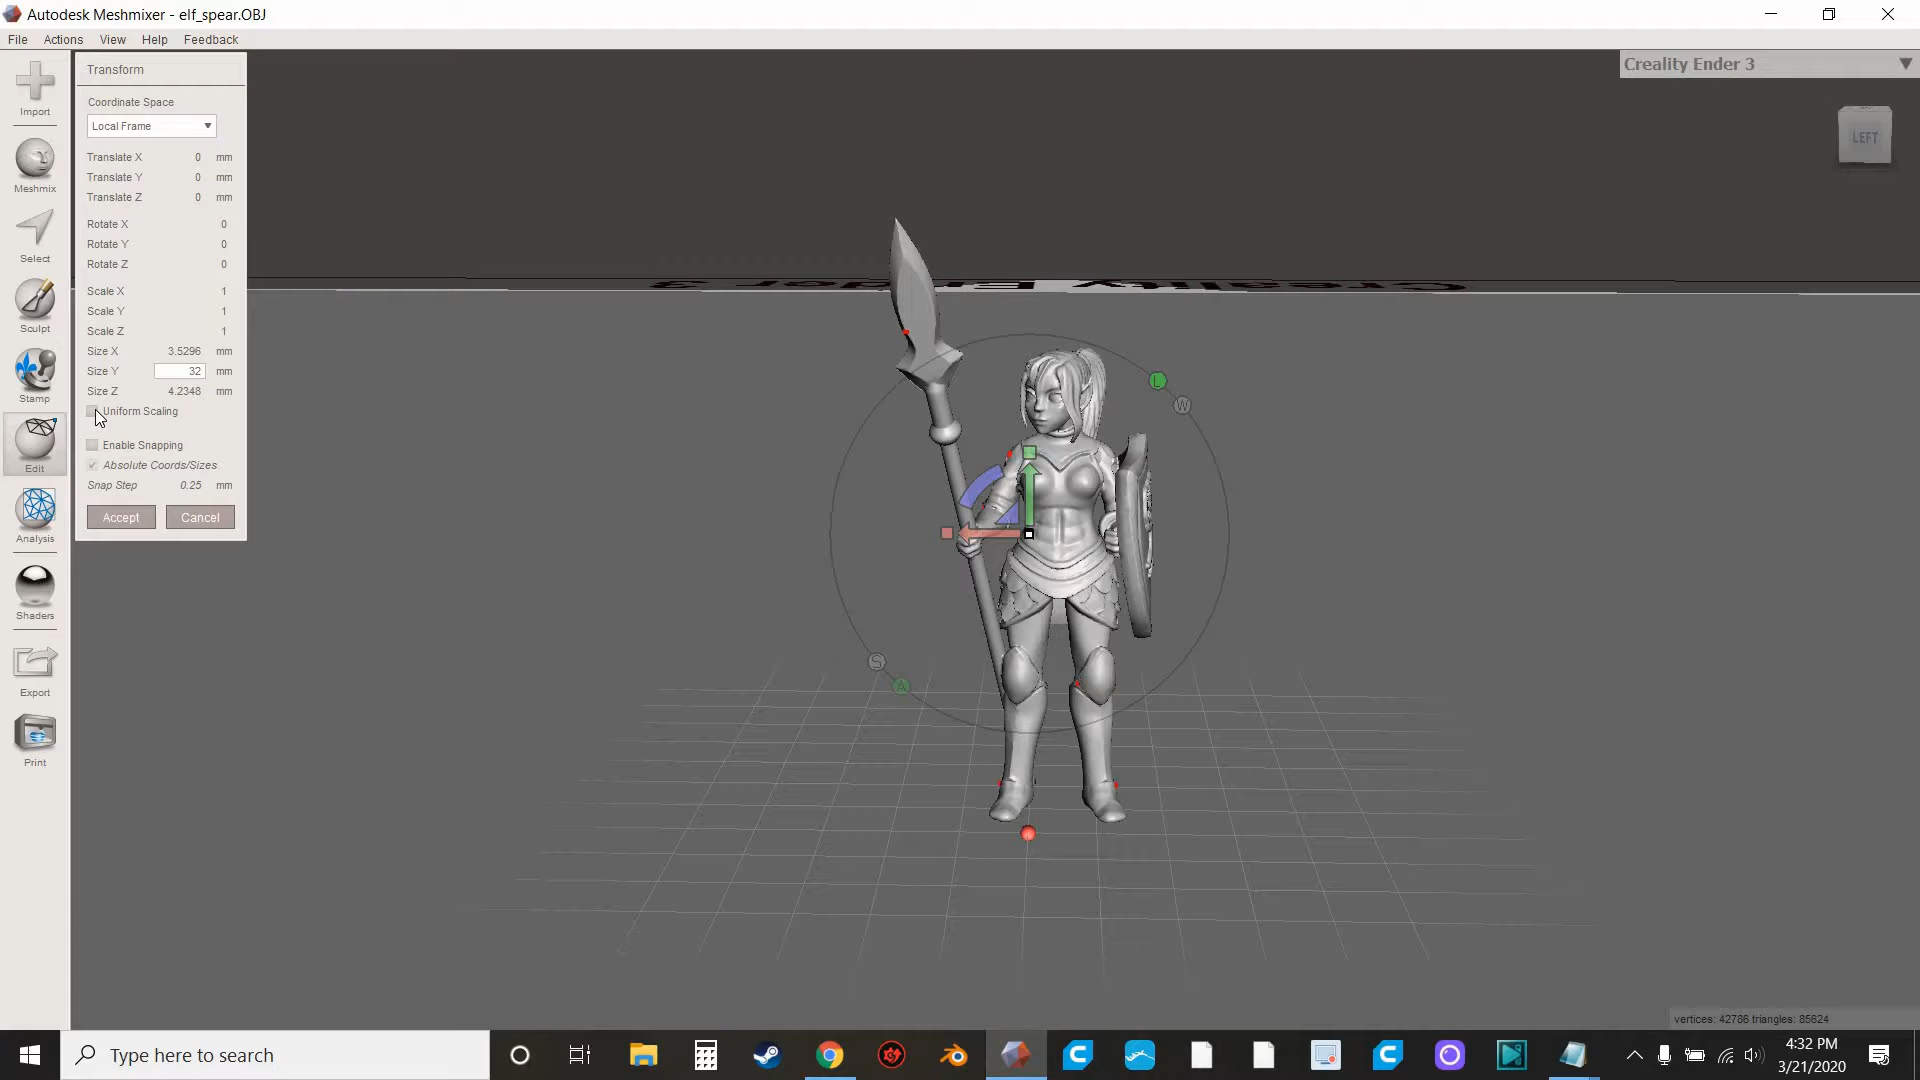 Autodesk Meshmixer - elf_spear.OBJ
File Actions View Help Feedback
Import
Meshmix
Select
Sculpt
Stamp
Edit
Analysis
Shaders
Export
Print
Transform
Coordinate Space
Local Frame
Translate X 0 mm
Translate Y 0 mm
Translate Z 0 mm
Rotate X 0
Rotate Y 0
Rotate Z 0
Scale X 1
Scale Y 1
Scale Z 1
Size X 3.5296 mm
Size Y 32 mm
Size Z 4.2348 mm
Uniform Scaling
Enable Snapping
Absolute Coords/Sizes
Snap Step 0.25 mm
Accept Cancel
Creality Ender 3
LEFT
Creality Ender 3
L
W
S
A
vertices: 42786 triangles: 85624
Type here to search
4:32 PM
3/21/2020